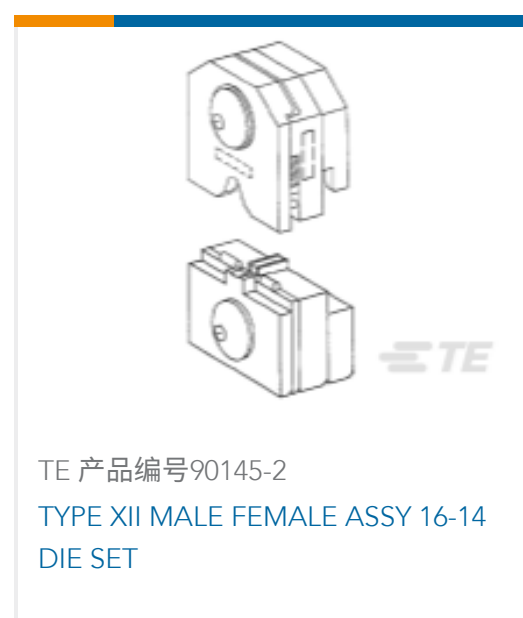 TE
TE 产品编号90145-2
TYPE XII MALE FEMALE ASSY 16-14
DIE SET